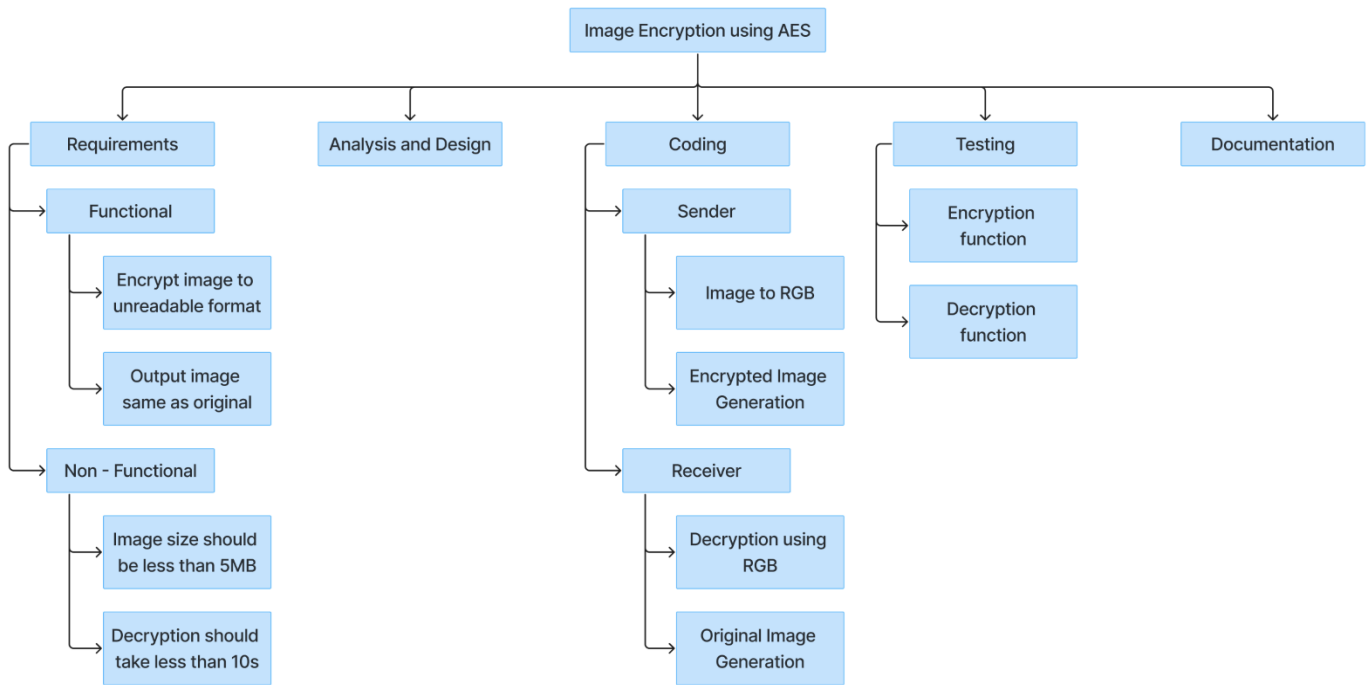 Image Encryption using AES
Requirements
Analysis and Design
Coding
Testing
Documentation
Functional
Encrypt image to
unreadable format
Output image
same as original
Non - Functional
Image size should
be less than 5MB
Decryption should
take less than 10s
Sender
Image to RGB
Encrypted Image
Generation
Receiver
Decryption using
RGB
Original Image
Generation
Encryption
function
Decryption
function